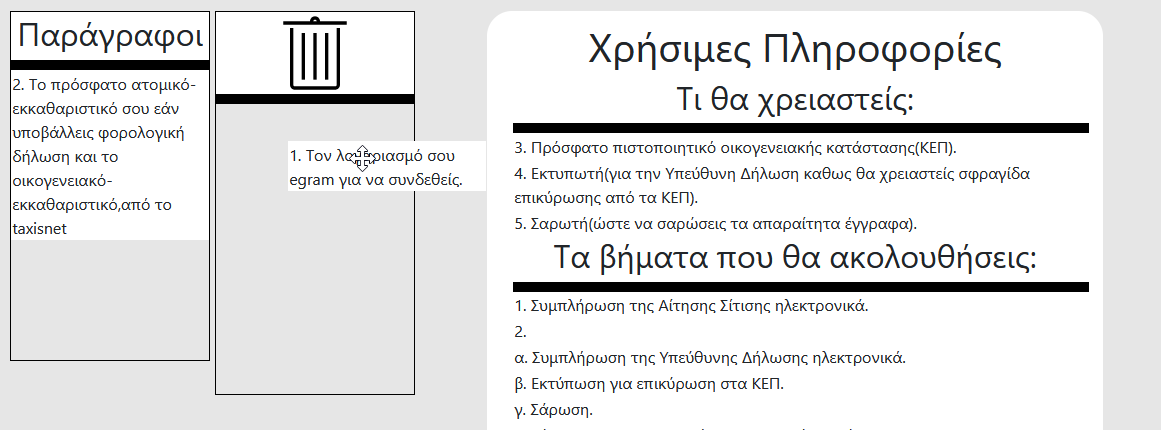 Παράγραφοι
2. Το πρόσφατο ατομικό-
εκκαθαριστικό σου εάν
υποβάλλεις φορολογική
δήλωση και το
οικογενειακό-
εκκαθαριστικό,από το
taxisnet
1. Τον λογαριασμό σου
egram για να συνδεθείς.
Χρήσιμες Πληροφορίες
Τι θα χρειαστείς:
3. Πρόσφατο πιστοποιητικό οικογενειακής κατάστασης(ΚΕΠ).
4. Εκτυπωτή(για την Υπεύθυνη Δήλωση καθως θα χρειαστείς σφραγίδα
επικύρωσης από τα ΚΕΠ).
5. Σαρωτή(ώστε να σαρώσεις τα απαραίτητα έγγραφα).
Τα βήματα που θα ακολουθήσεις:
1. Συμπλήρωση της Αίτησης Σίτισης ηλεκτρονικά.
2.
α. Συμπλήρωση της Υπεύθυνης Δήλωσης ηλεκτρονικά.
β. Εκτύπωση για επικύρωση στα ΚΕΠ.
γ. Σάρωση.